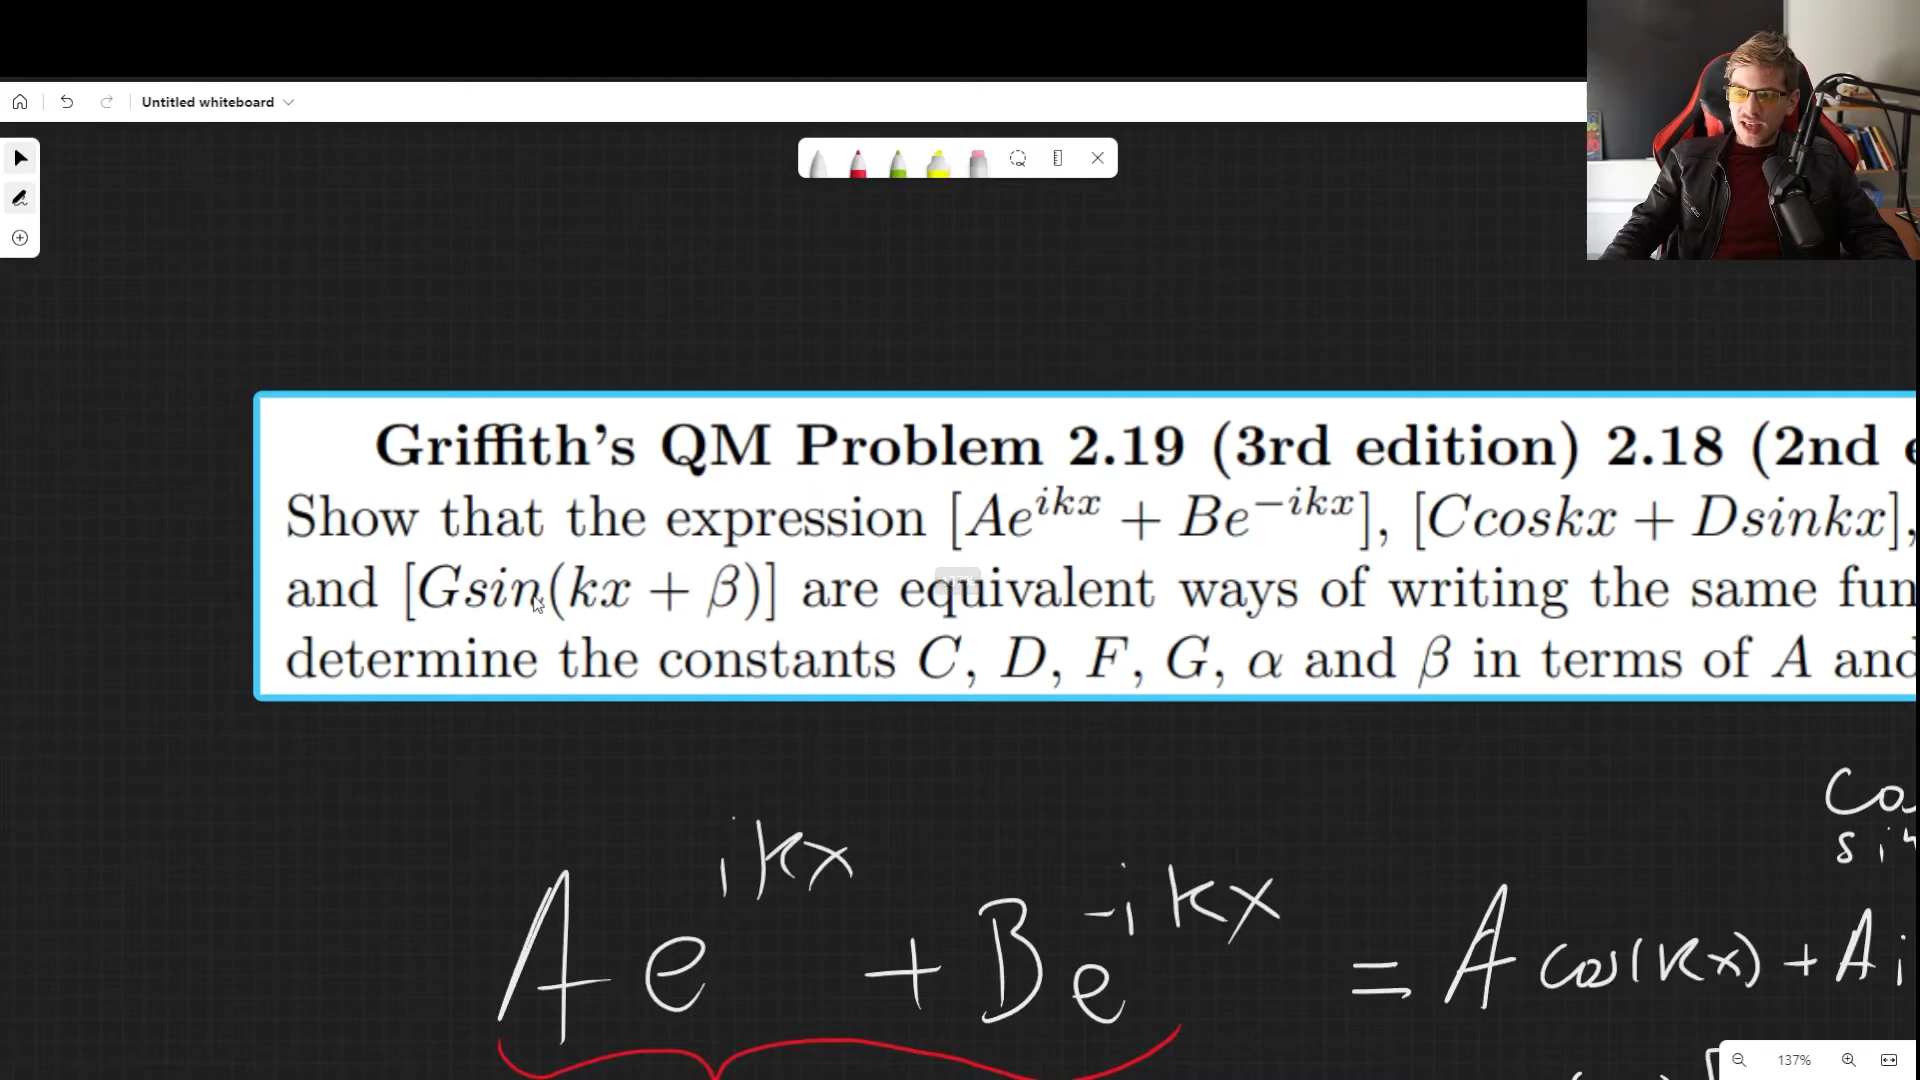 Untitled whiteboard
Griffith's QM Problem 2.19 (3rd edition) 2.18 (2nd
Show that the expression [Ae^{ikx} + Be^{-ikx}], [Ccoskx + Dsinkx],
and [Gsin(kx + β)] are equivalent ways of writing the same fun
determine the constants C, D, F, G, α and β in terms of A and
Co
si
A e^{ikx} + B e^{-ikx} = A cos(kx) + A i
137%